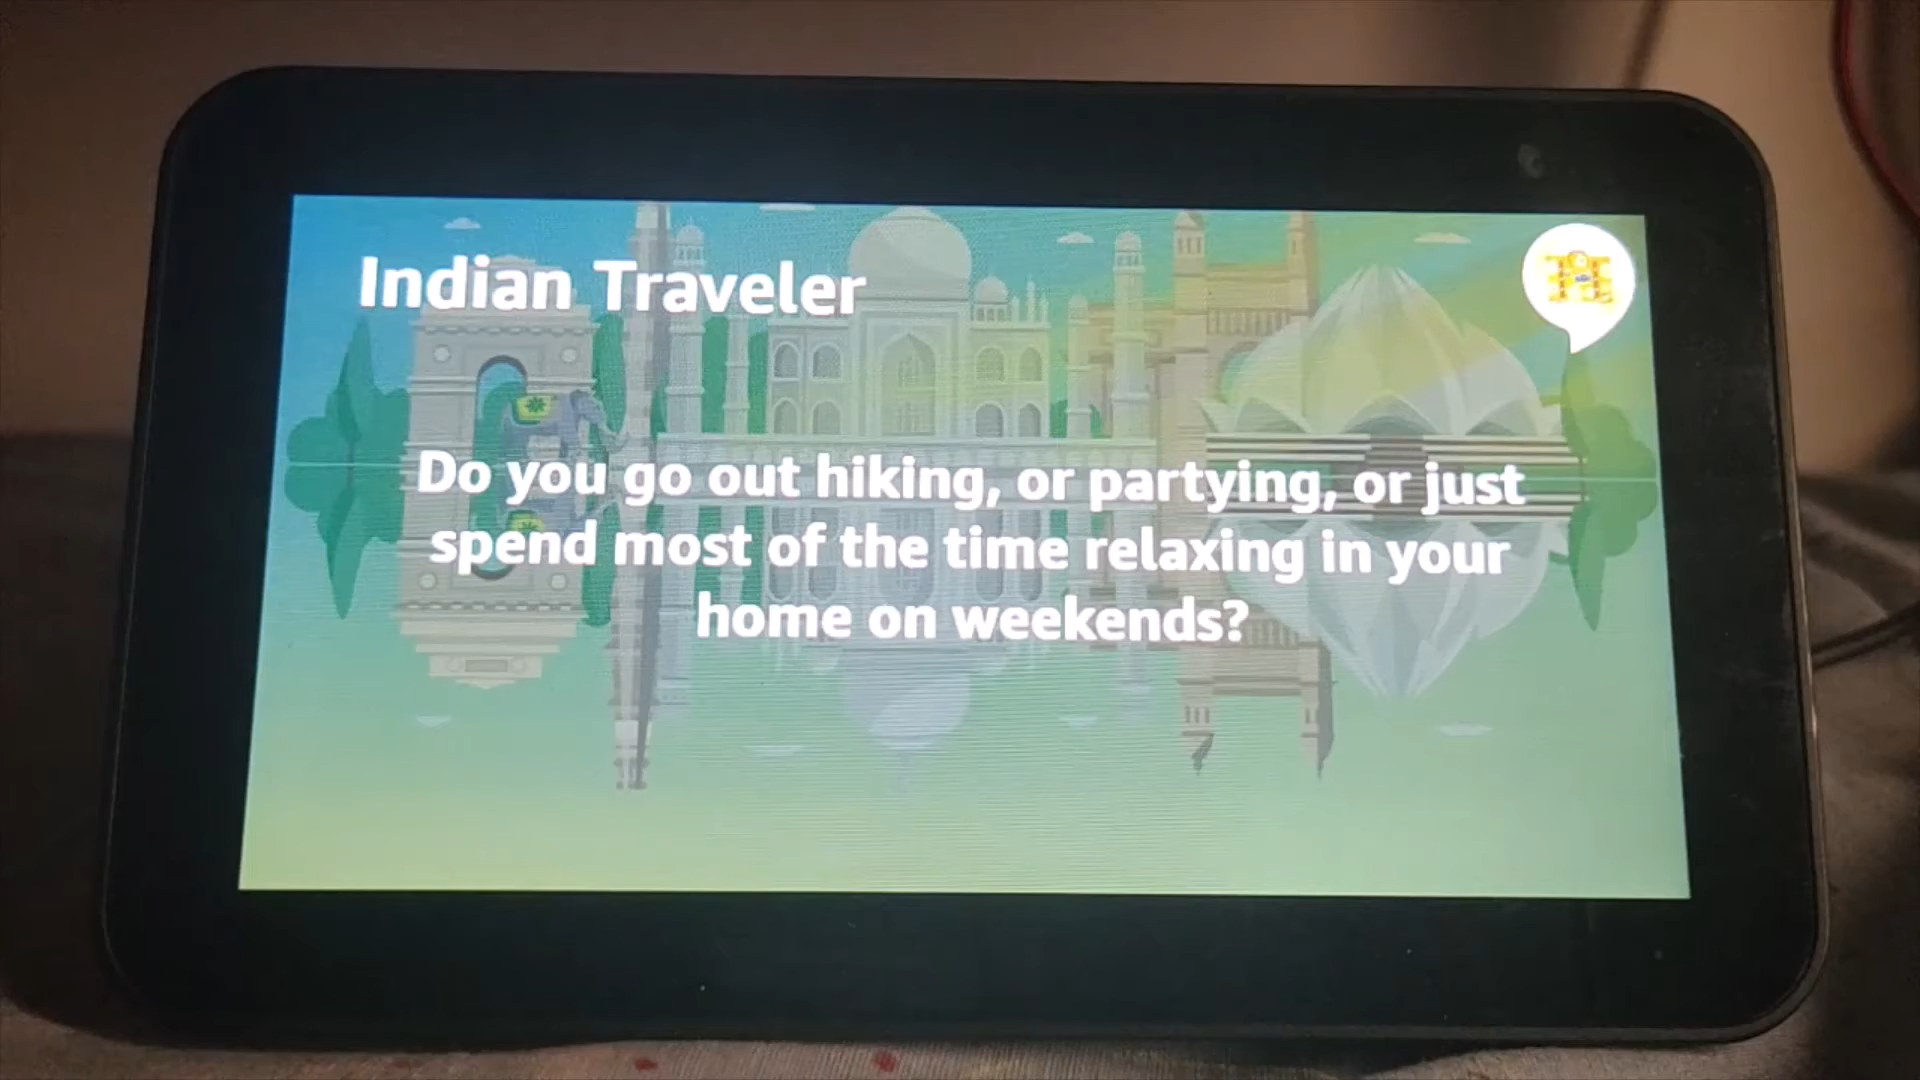 Indian Traveler
Do you go out hiking, or partying, or just
spend most of the time relaxing in your
home on weekends?